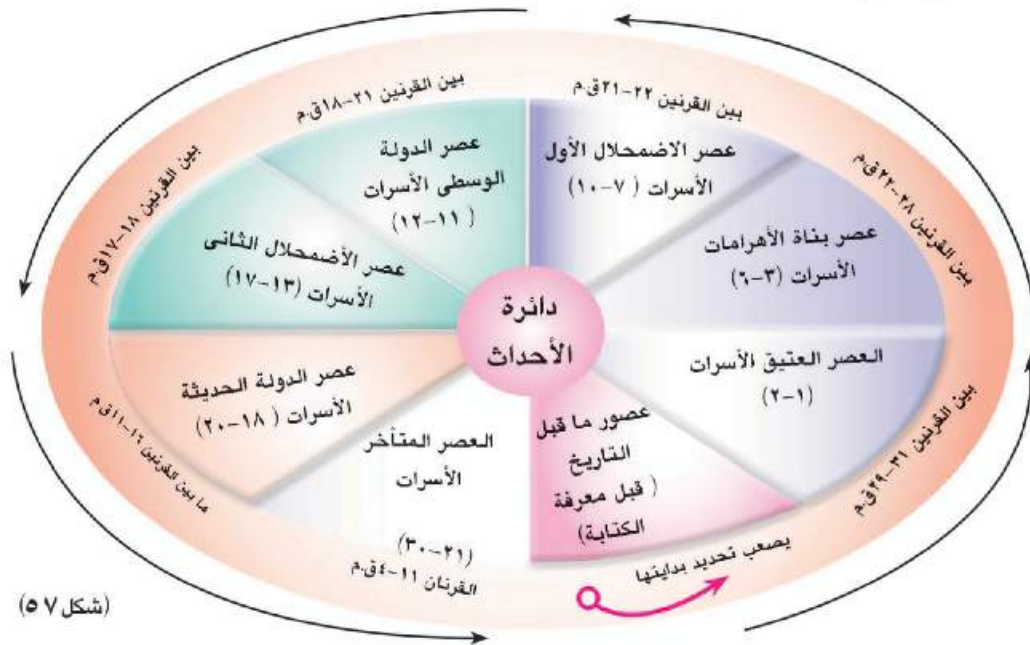 دائرة
الأحداث
عصور ما قبل
التاريخ
( قبل معرفة
الكتابة)
يصعب تحديد بدايتها
العصر العتيق الأسرات
(١-٢)
بين القرنين ٣١-٢٩ق.م
عصر بناة الأهرامات
الأسرات (٣-٦)
بين القرنين ٢٨-٢٢ق.م
عصر الاضمحلال الأول
الأسرات (٧-١٠)
بين القرنين ٢٢-٢١ق.م
عصر الدولة
الوسطى الأسرات
(١١-١٢)
بين القرنين ٢١-١٨ق.م
عصر الأضمحلال الثانى
الأسرات (١٣-١٧)
بين القرنين ١٨-١٧ق.م
عصر الدولة الحديثة
الأسرات (١٨-٢٠)
ما بين القرنين ١٦-١١ق.م
العصر المتأخر
الأسرات
(٢١-٣٠)
القرنان ١١-٤ق.م
(شكل ٥٧)